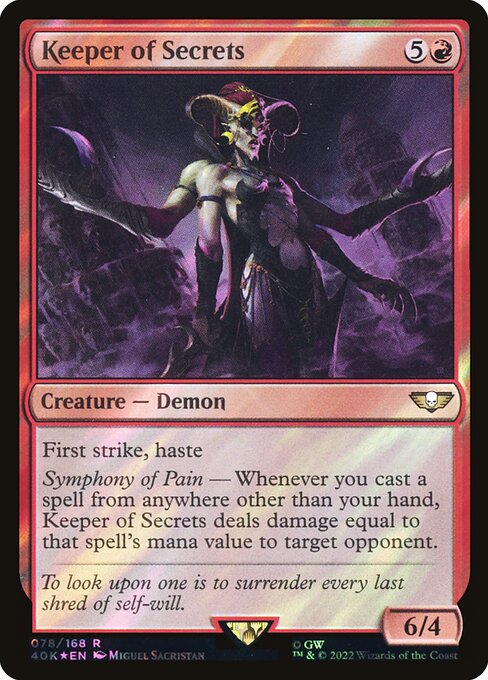 Keeper of Secrets 5
Creature — Demon
First strike, haste
Symphony of Pain — Whenever you cast a
spell from anywhere other than your hand,
Keeper of Secrets deals damage equal to
that spell's mana value to target opponent.
To look upon one is to surrender every last
shred of self-will.
6/4
078/168 R
40K★EN Miguel Sacristan
© GW
™ & © 2022 Wizards of the Coast